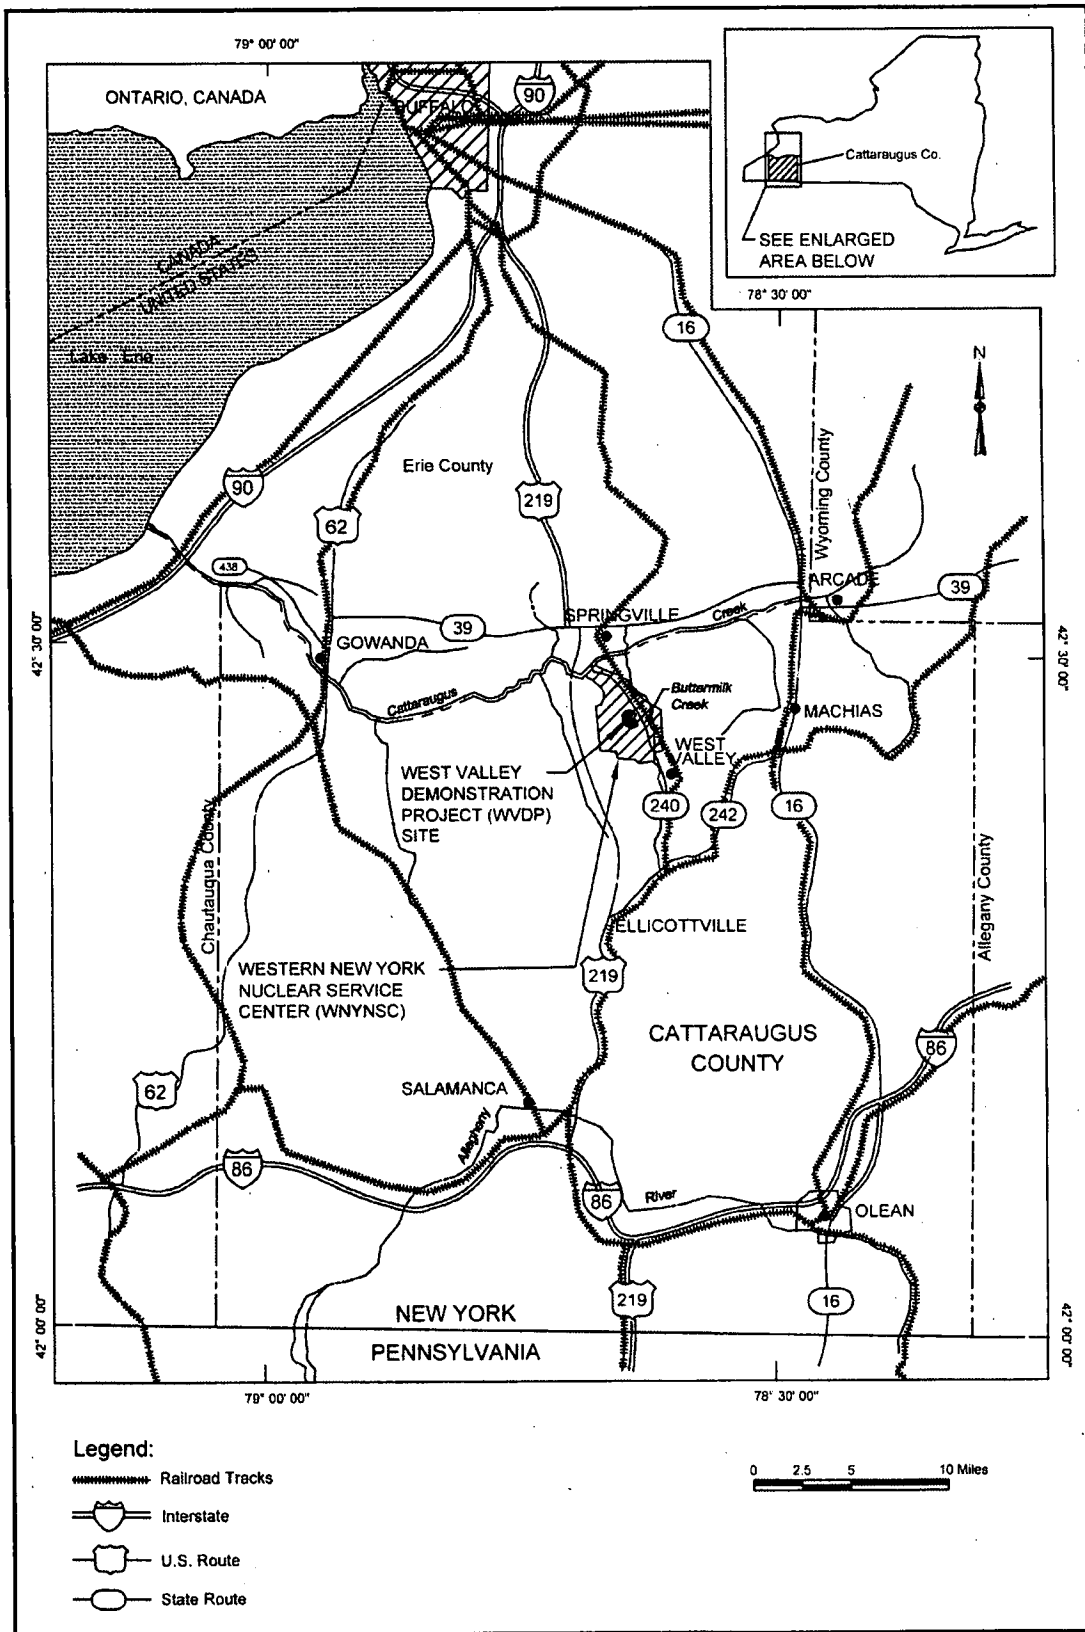 79° 00' 00"
ONTARIO, CANADA
BUFFALO
90
Cattaraugus Co.
SEE ENLARGED
AREA BELOW
CANADA
UNITED STATES
78° 30' 00"
16
Lake Erie
N
Erie County
Wyoming County
90
219
62
438
ARCADE
39
SPRINGVILLE
Creek
42° 30' 00"
39
GOWANDA
42° 30' 00"
Cattaraugus
Buttermilk
Creek
MACHIAS
WEST
VALLEY
WEST VALLEY
DEMONSTRATION
PROJECT (WVDP)
SITE
240
242
16
Chautauqua County
Allegany County
ELLICOTTVILLE
WESTERN NEW YORK
NUCLEAR SERVICE
CENTER (WNYNSC)
219
CATTARAUGUS
COUNTY
86
62
SALAMANCA
Allegheny
86
86
River
OLEAN
219
16
42° 00' 00"
NEW YORK
42° 00' 00"
PENNSYLVANIA
79° 00' 00"
78° 30' 00"
Legend:
Railroad Tracks
Interstate
U.S. Route
State Route
0 2.5 5 10 Miles